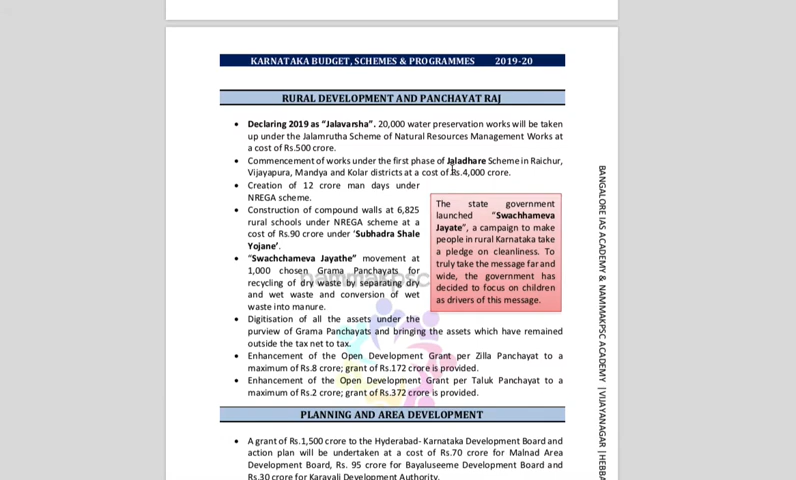 KARNATAKA BUDGET, SCHEMES & PROGRAMMES 2019-20
RURAL DEVELOPMENT AND PANCHAYAT RAJ
• Declaring 2019 as “Jalavarsha”. 20,000 water preservation works will be taken
up under the Jalamrutha Scheme of Natural Resources Management Works at
a cost of Rs.500 crore.
• Commencement of works under the first phase of Jaladhare Scheme in Raichur,
Vijayapura, Mandya and Kolar districts at a cost of Rs.4,000 crore.
• Creation of 12 crore man days under
NREGA scheme.
• Construction of compound walls at 6,825
rural schools under NREGA scheme at a
cost of Rs.90 crore under ‘Subhadra Shale
Yojane’.
• “Swachchameva Jayathe” movement at
1,000 chosen Grama Panchayats for
recycling of dry waste by separating dry
and wet waste and conversion of wet
waste into manure.
The state government
launched “Swachhameva
Jayate”, a campaign to make
people in rural Karnataka take
a pledge on cleanliness. To
truly take the message far and
wide, the government has
decided to focus on children
as drivers of this message.
nammakpsc
• Digitisation of all the assets under the
purview of Grama Panchayats and bringing the assets which have remained
outside the tax net to tax.
• Enhancement of the Open Development Grant per Zilla Panchayat to a
maximum of Rs.8 crore; grant of Rs.172 crore is provided.
• Enhancement of the Open Development Grant per Taluk Panchayat to a
maximum of Rs.2 crore; grant of Rs.372 crore is provided.
PLANNING AND AREA DEVELOPMENT
• A grant of Rs.1,500 crore to the Hyderabad- Karnataka Development Board and
action plan will be undertaken at a cost of Rs.70 crore for Malnad Area
Development Board, Rs. 95 crore for Bayaluseeme Development Board and
Rs.30 crore for Karavali Development Authority.
BANGALORE IAS ACADEMY & NAMMAKPSC ACADEMY | VIJAYANAGAR | HEBBA